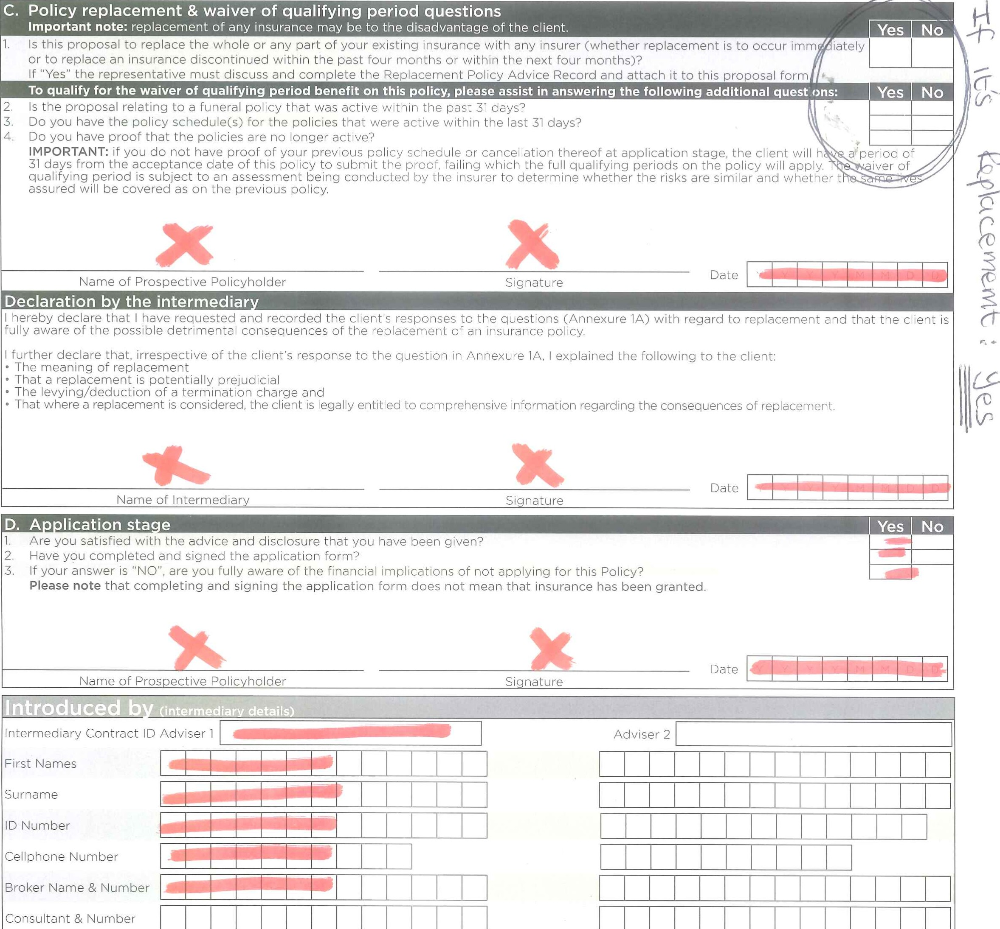 C. Policy replacement & waiver of qualifying period questions
Important note: replacement of any insurance may be to the disadvantage of the client.
Yes No
1. Is this proposal to replace the whole or any part of your existing insurance with any insurer (whether replacement is to occur immediately
or to replace an insurance discontinued within the past four months or within the next four months)?
If “Yes” the representative must discuss and complete the Replacement Policy Advice Record and attach it to this proposal form
To qualify for the waiver of qualifying period benefit on this policy, please assist in answering the following additional questions: Yes No
2. Is the proposal relating to a funeral policy that was active within the past 31 days?
3. Do you have the policy schedule(s) for the policies that were active within the last 31 days?
4. Do you have proof that the policies are no longer active?
IMPORTANT: if you do not have proof of your previous policy schedule or cancellation thereof at application stage, the client will have a period of
31 days from the acceptance date of this policy to submit the proof, failing which the full qualifying periods on the policy will apply. The waiver of
qualifying period is subject to an assessment being conducted by the insurer to determine whether the risks are similar and whether the same lives
assured will be covered as on the previous policy.
If it's Replacement: yes
Date Y Y Y Y M M D D
Name of Prospective Policyholder Signature
Declaration by the intermediary
I hereby declare that I have requested and recorded the client’s responses to the questions (Annexure 1A) with regard to replacement and that the client is
fully aware of the possible detrimental consequences of the replacement of an insurance policy.
I further declare that, irrespective of the client’s response to the question in Annexure 1A, I explained the following to the client:
• The meaning of replacement
• That a replacement is potentially prejudicial
• The levying/deduction of a termination charge and
• That where a replacement is considered, the client is legally entitled to comprehensive information regarding the consequences of replacement.
Date Y Y Y Y M M D D
Name of Intermediary Signature
D. Application stage Yes No
1. Are you satisfied with the advice and disclosure that you have been given?
2. Have you completed and signed the application form?
3. If your answer is “NO”, are you fully aware of the financial implications of not applying for this Policy?
Please note that completing and signing the application form does not mean that insurance has been granted.
Date Y Y Y Y M M D D
Name of Prospective Policyholder Signature
Introduced by (intermediary details)
Intermediary Contract ID Adviser 1 Adviser 2
First Names
Surname
ID Number
Cellphone Number
Broker Name & Number
Consultant & Number